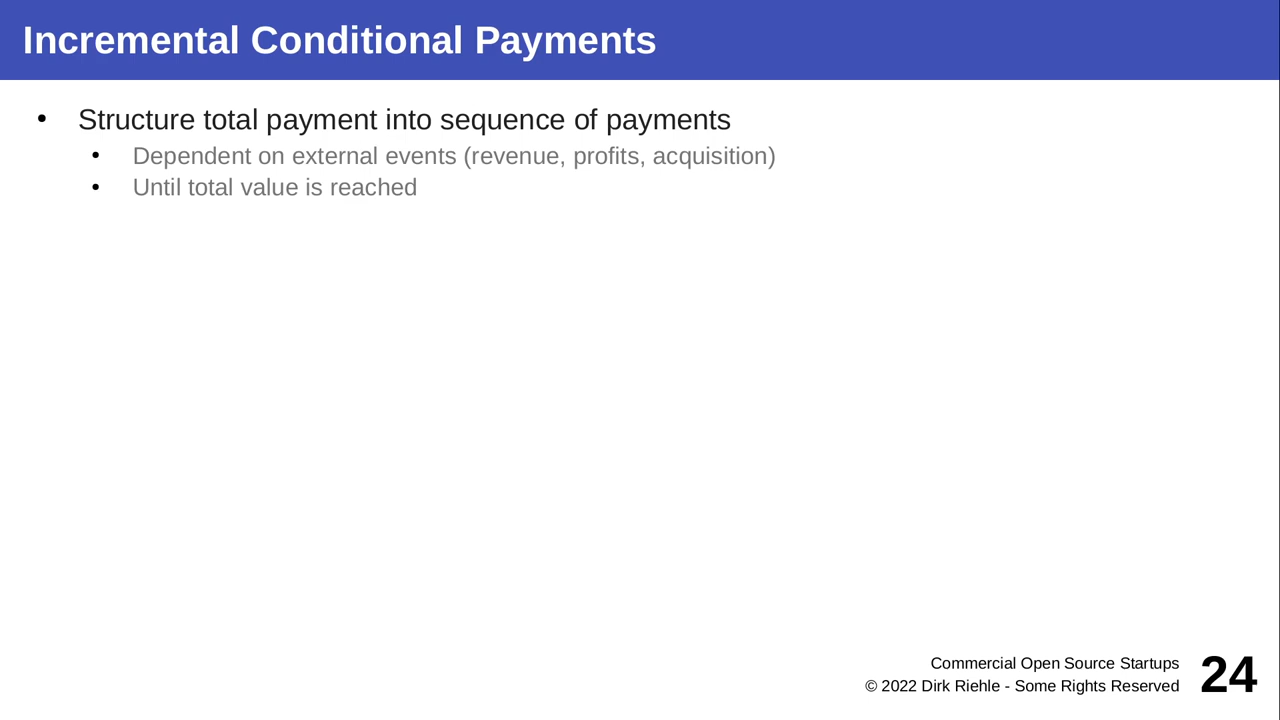 Incremental Conditional Payments
• Structure total payment into sequence of payments
• Dependent on external events (revenue, profits, acquisition)
• Until total value is reached
Commercial Open Source Startups
© 2022 Dirk Riehle - Some Rights Reserved
24